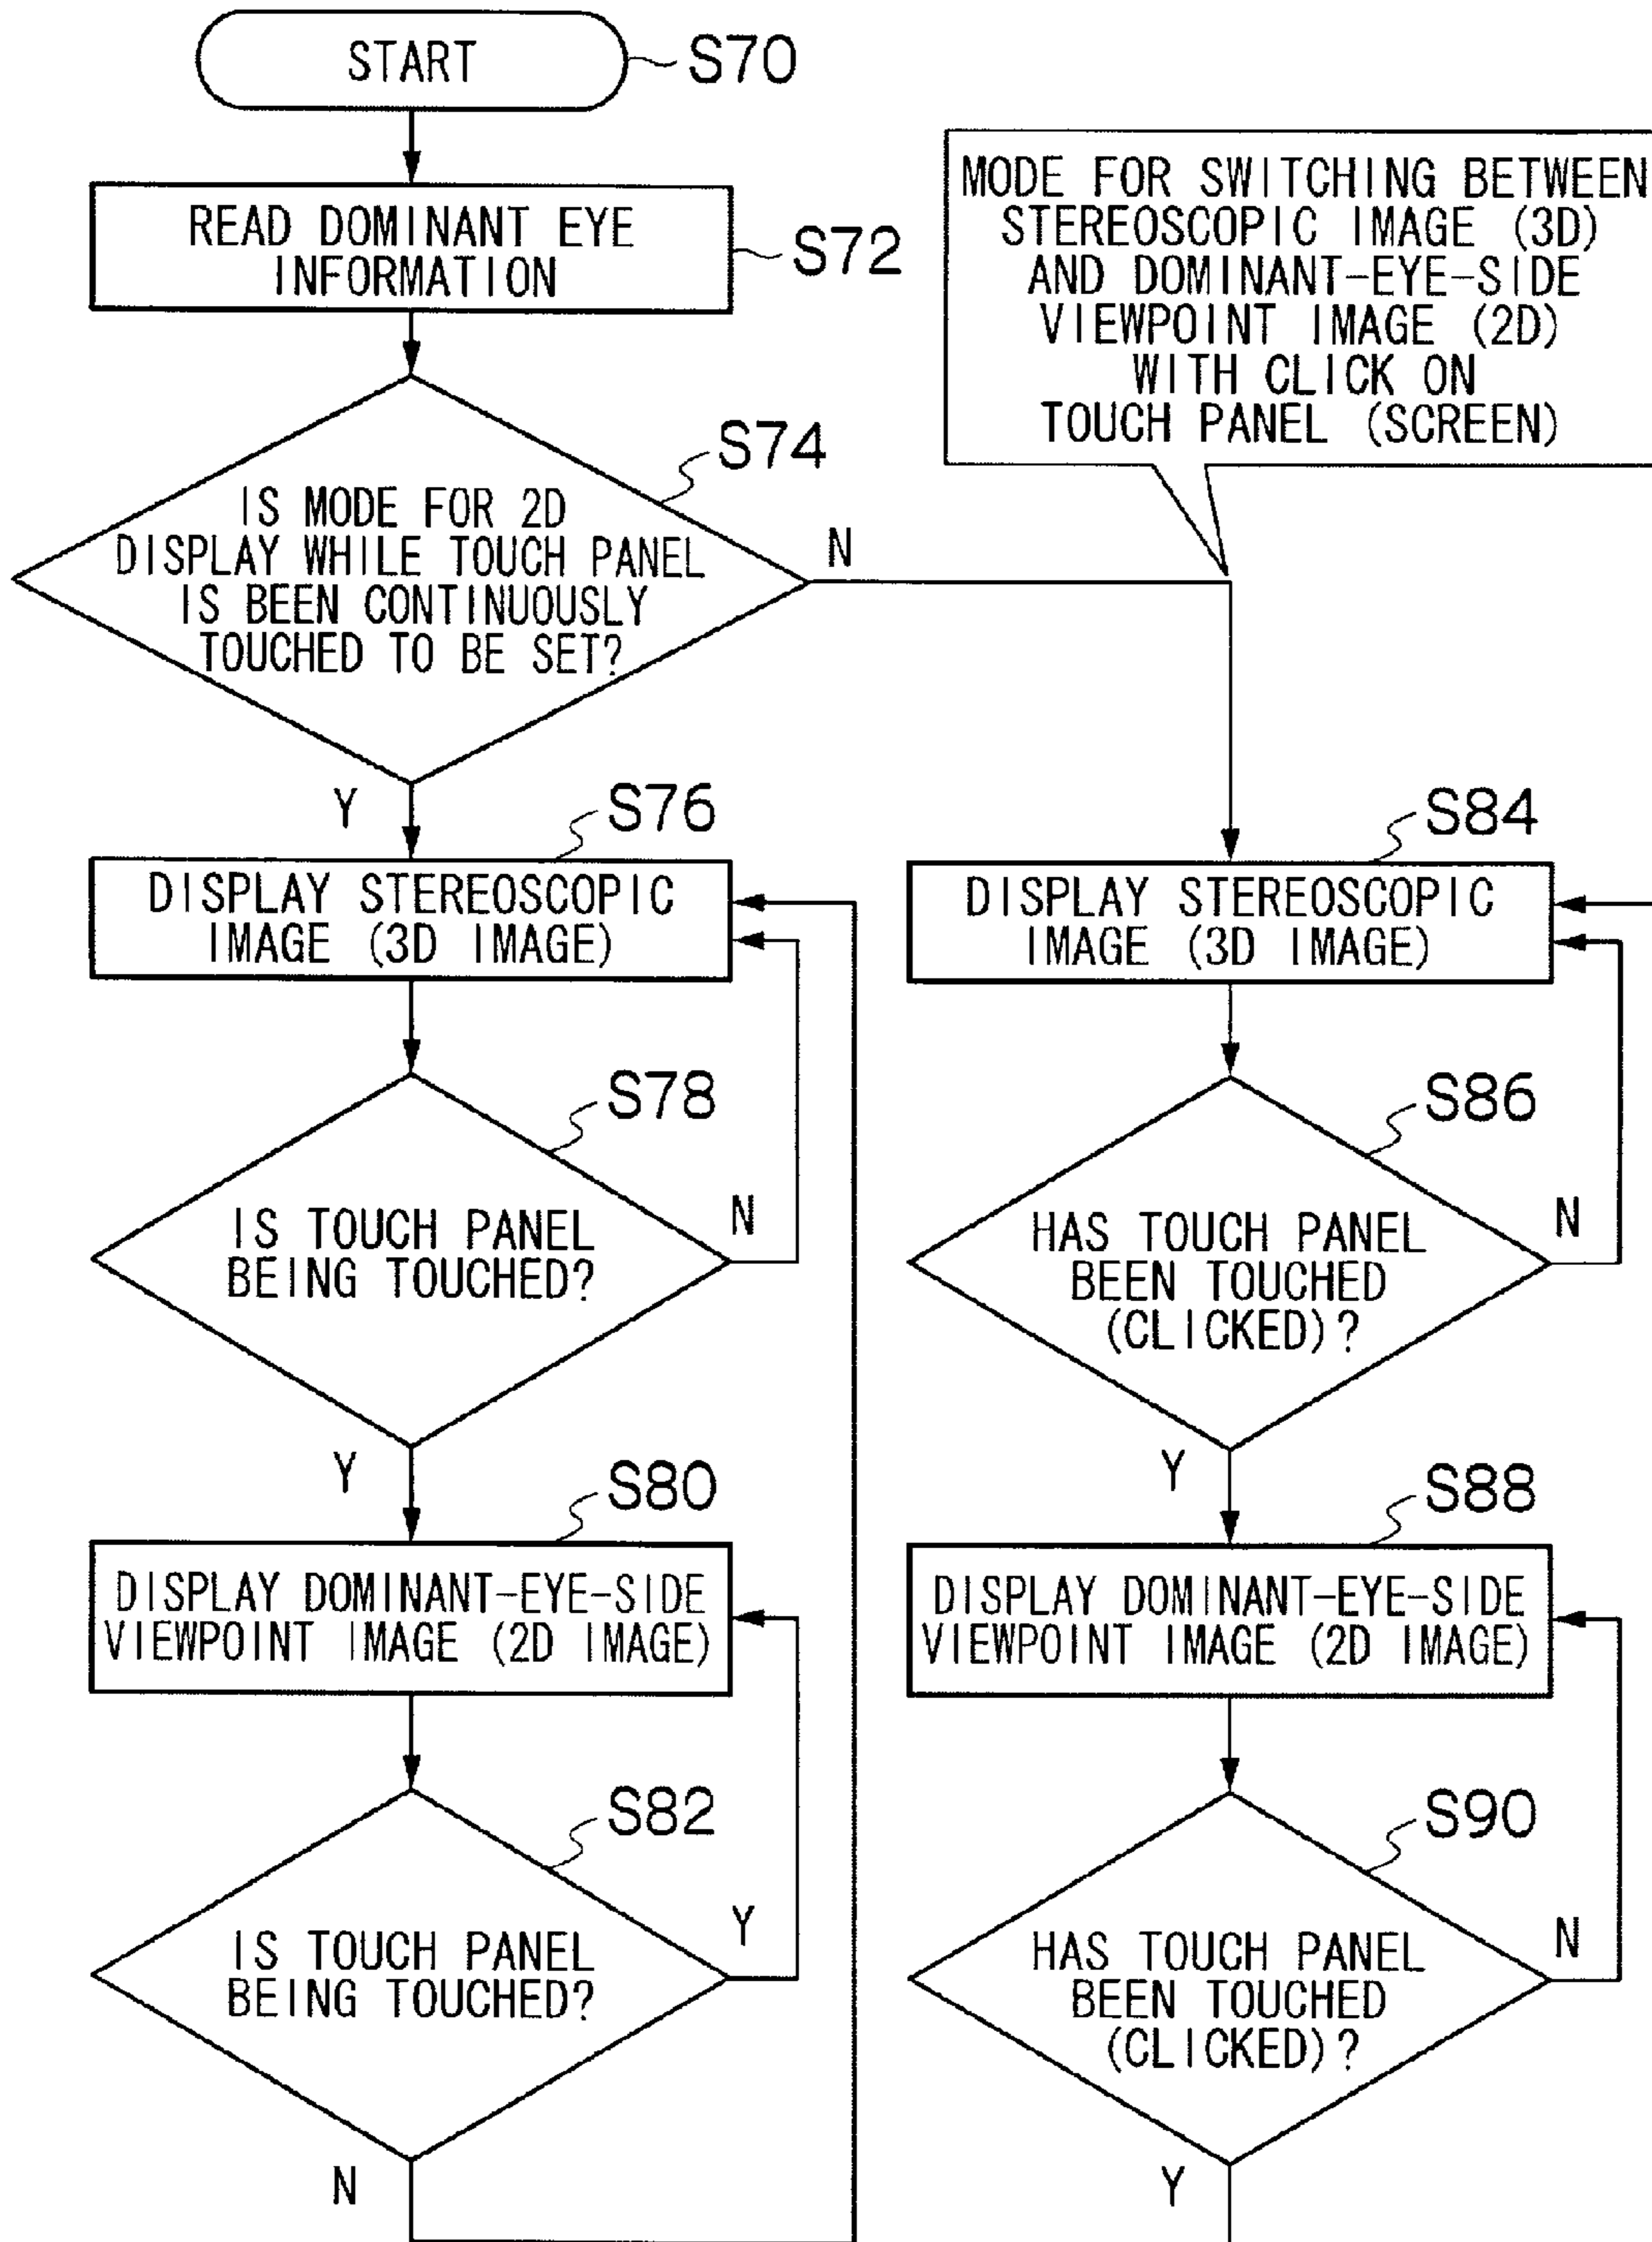 START
S70
READ DOMINANT EYE
INFORMATION
S72
MODE FOR SWITCHING BETWEEN
STEREOSCOPIC IMAGE (3D)
AND DOMINANT-EYE-SIDE
VIEWPOINT IMAGE (2D)
WITH CLICK ON
TOUCH PANEL (SCREEN)
S74
IS MODE FOR 2D
DISPLAY WHILE TOUCH PANEL
IS BEEN CONTINUOUSLY
TOUCHED TO BE SET?
N
Y
S76
DISPLAY STEREOSCOPIC
IMAGE (3D IMAGE)
S78
IS TOUCH PANEL
BEING TOUCHED?
N
Y
S80
DISPLAY DOMINANT-EYE-SIDE
VIEWPOINT IMAGE (2D IMAGE)
S82
IS TOUCH PANEL
BEING TOUCHED?
Y
N
S84
DISPLAY STEREOSCOPIC
IMAGE (3D IMAGE)
S86
HAS TOUCH PANEL
BEEN TOUCHED
(CLICKED)?
N
Y
S88
DISPLAY DOMINANT-EYE-SIDE
VIEWPOINT IMAGE (2D IMAGE)
S90
HAS TOUCH PANEL
BEEN TOUCHED
(CLICKED)?
N
Y